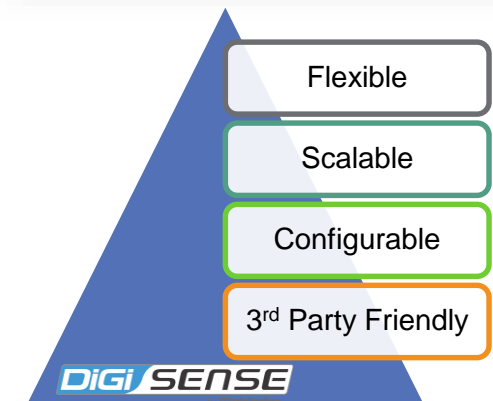 Flexible
Scalable
Configurable
3rd Party Friendly
DiGi SENSE